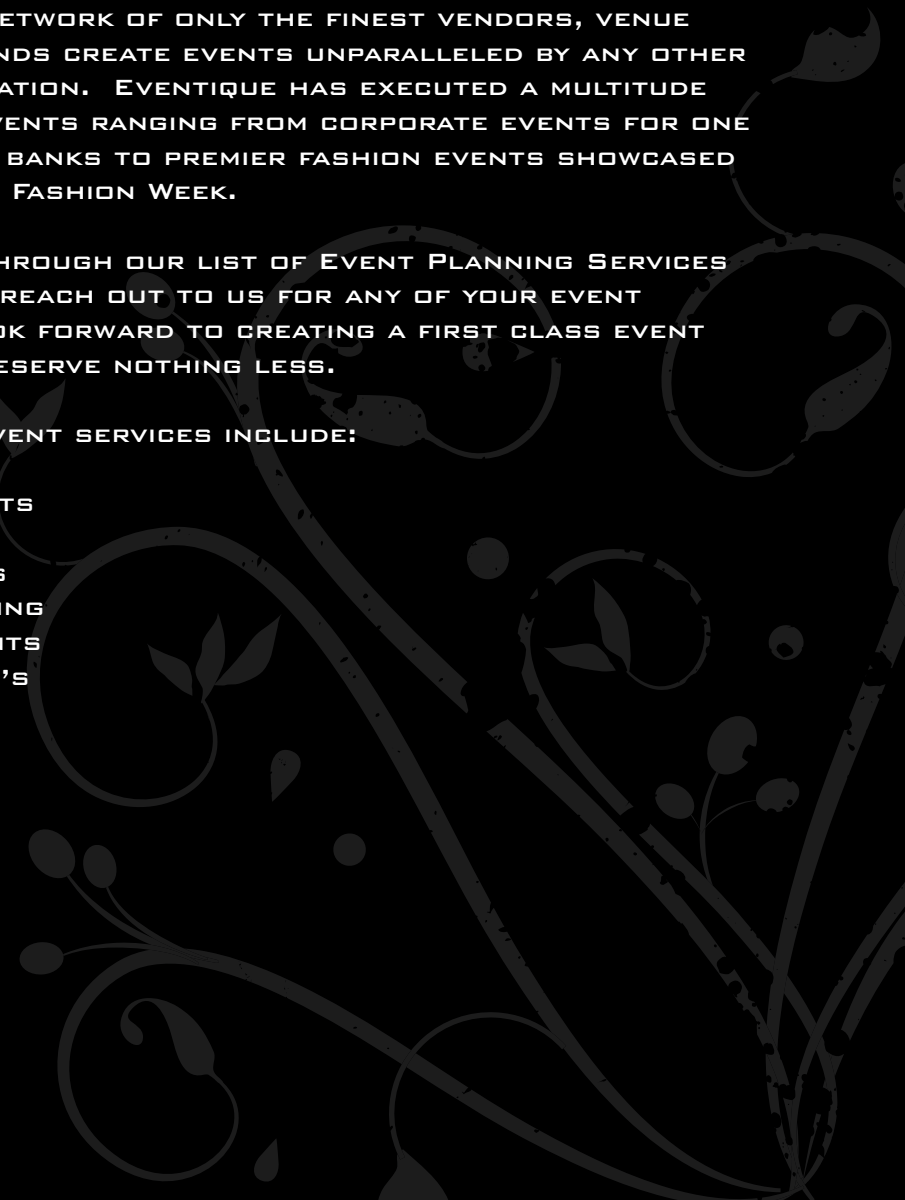 ETWORK OF ONLY THE FINEST VENDORS, VENUE
NDS CREATE EVENTS UNPARALLELED BY ANY OTHER
ATION.  EVENTIQUE HAS EXECUTED A MULTITUDE
VENTS RANGING FROM CORPORATE EVENTS FOR ONE
BANKS TO PREMIER FASHION EVENTS SHOWCASED
FASHION WEEK.
HROUGH OUR LIST OF EVENT PLANNING SERVICES
REACH OUT TO US FOR ANY OF YOUR EVENT
OK FORWARD TO CREATING A FIRST CLASS EVENT
ESERVE NOTHING LESS.
VENT SERVICES INCLUDE:
TS
S
ING
NTS
'S